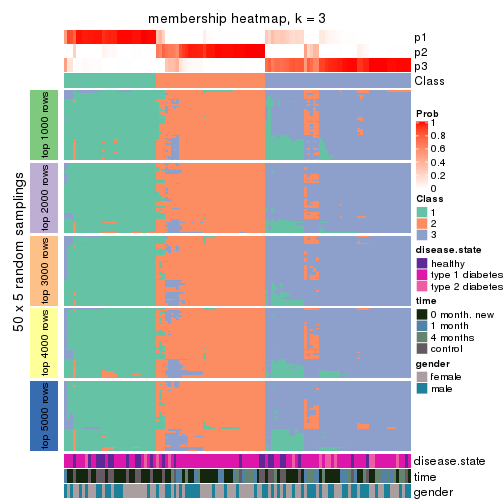 membership heatmap, k = 3
p1
p2
p3
Class
50 x 5 random samplings
top 1000 rows
top 2000 rows
top 3000 rows
top 4000 rows
top 5000 rows
Prob
1
0.8
0.6
0.4
0.2
0
Class
1
2
3
disease.state
healthy
type 1 diabetes
type 2 diabetes
time
0 month. new
1 month
4 months
control
gender
female
male
disease.state
time
gender